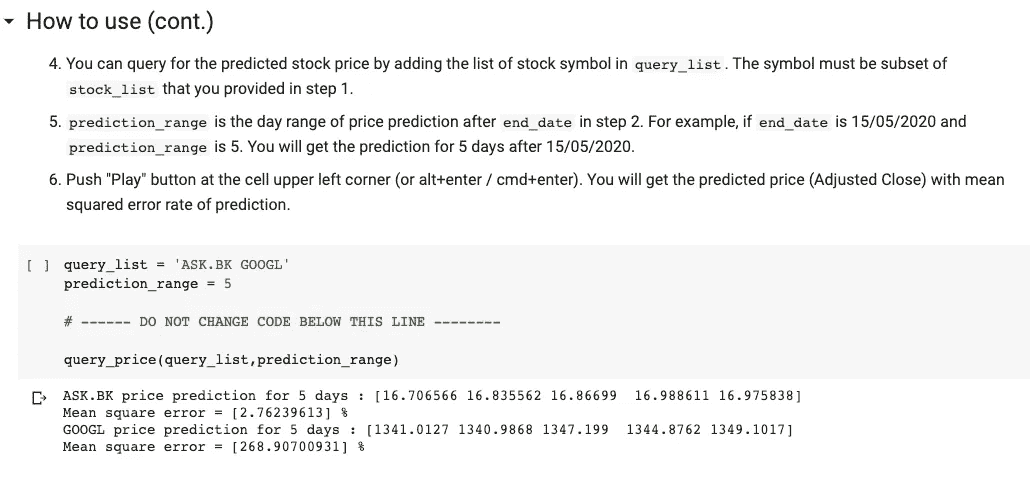 How to use (cont.)
4. You can query for the predicted stock price by adding the list of stock symbol in query_list. The symbol must be subset of
stock_list that you provided in step 1.
5. prediction_range is the day range of price prediction after end_date in step 2. For example, if end_date is 15/05/2020 and
prediction_range is 5. You will get the prediction for 5 days after 15/05/2020.
6. Push "Play" button at the cell upper left corner (or alt+enter / cmd+enter). You will get the predicted price (Adjusted Close) with mean
squared error rate of prediction.
[ ] query_list = 'ASK.BK GOOGL'
prediction_range = 5
# ------ DO NOT CHANGE CODE BELOW THIS LINE --------
query_price(query_list,prediction_range)
ASK.BK price prediction for 5 days : [16.706566 16.835562 16.86699  16.988611 16.975838]
Mean square error = [2.76239613] %
GOOGL price prediction for 5 days : [1341.0127 1340.9868 1347.199  1344.8762 1349.1017]
Mean square error = [268.90700931] %